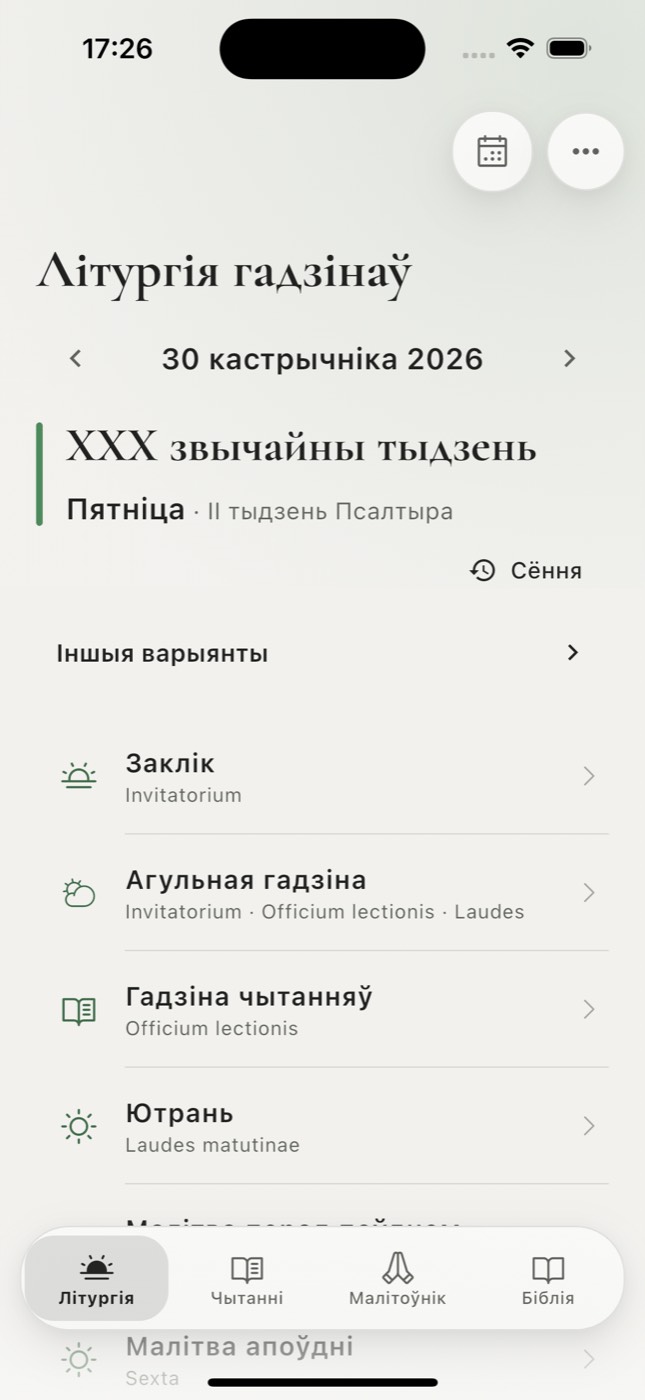 17:26
Літургія гадзінаў
30 кастрычніка 2026
XXX звычайны тыдзень
Пятніца · II тыдзень Псалтыра
Сёння
Іншыя варыянты
Заклік
Invitatorium
Агульная гадзіна
Invitatorium · Officium lectionis · Laudes
Гадзіна чытанняў
Officium lectionis
Ютрань
Laudes matutinae
Літургія
Чытанні
Малітоўнік
Біблія
Малітва апоўдні
Sexta